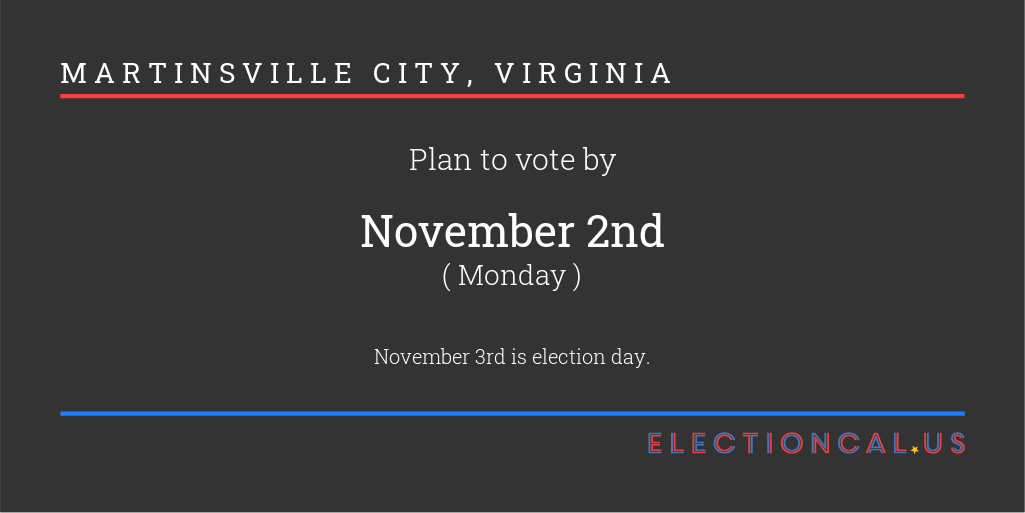 MARTINSVILLE CITY, VIRGINIA
Plan to vote by
November 2nd
( Monday )
November 3rd is election day.
ELECTIONCAL.US